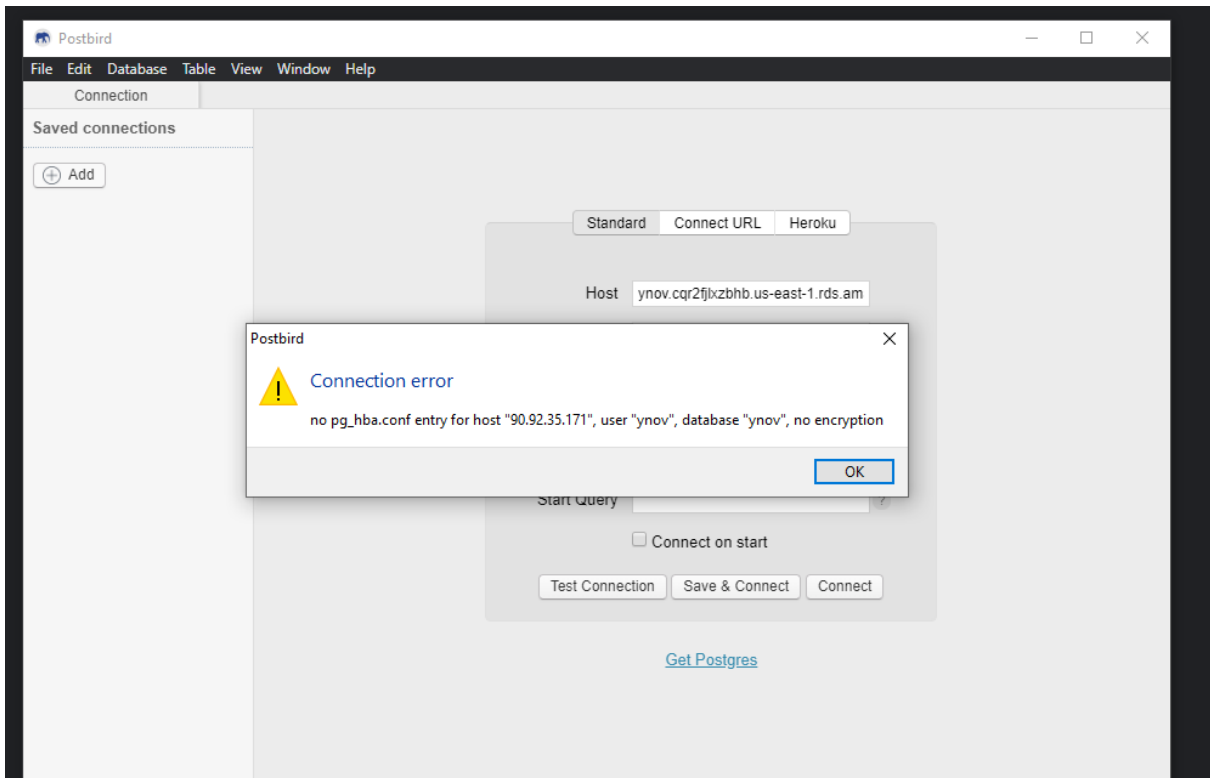 Postbird
File Edit Database Table View Window Help
Connection
Saved connections
Add
Standard Connect URL Heroku
Host ynov.cqr2fjlxzbhb.us-east-1.rds.am
Postbird
Connection error
no pg_hba.conf entry for host "90.92.35.171", user "ynov", database "ynov", no encryption
OK
Start Query ?
Connect on start
Test Connection Save & Connect Connect
Get Postgres